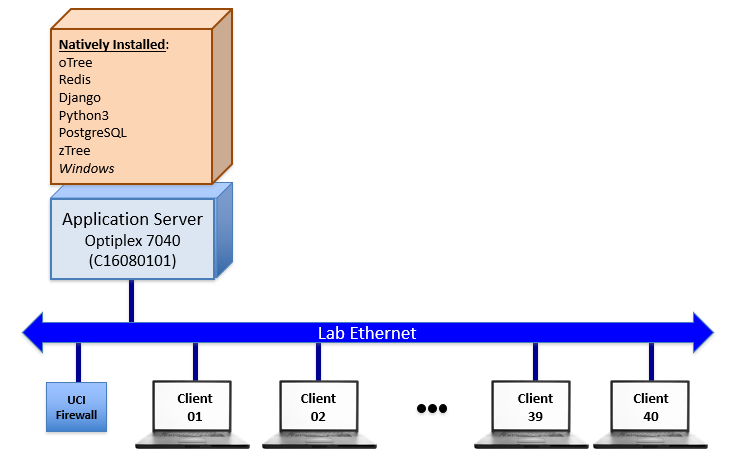 Natively Installed:
oTree
Redis
Django
Python3
PostgreSQL
zTree
Windows
Application Server
Optiplex 7040
(C16080101)
Lab Ethernet
UCI
Firewall
Client
01
Client
02
•••
Client
39
Client
40